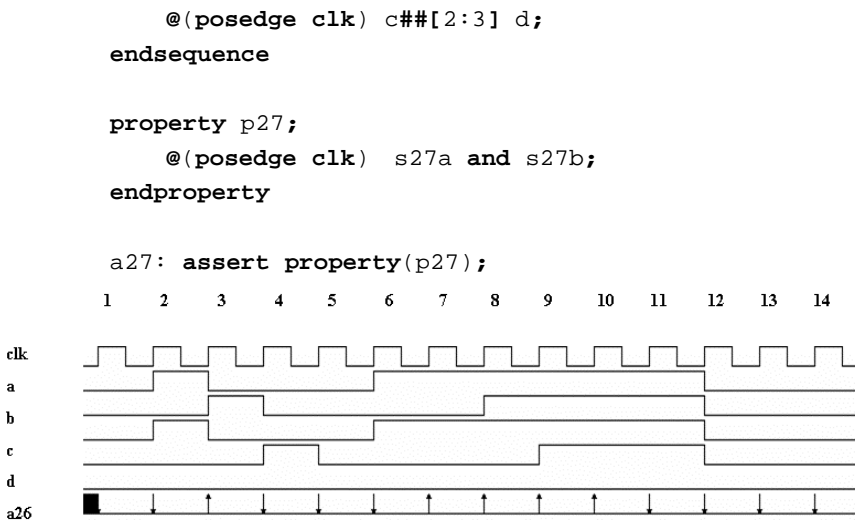 @(posedge clk) c##[2:3] d;
endsequence
property p27;
@(posedge clk) s27a and s27b;
endproperty
a27: assert property(p27);
1 2 3 4 5 6 7 8 9 10 11 12 13 14
clk
a
b
c
d
a26